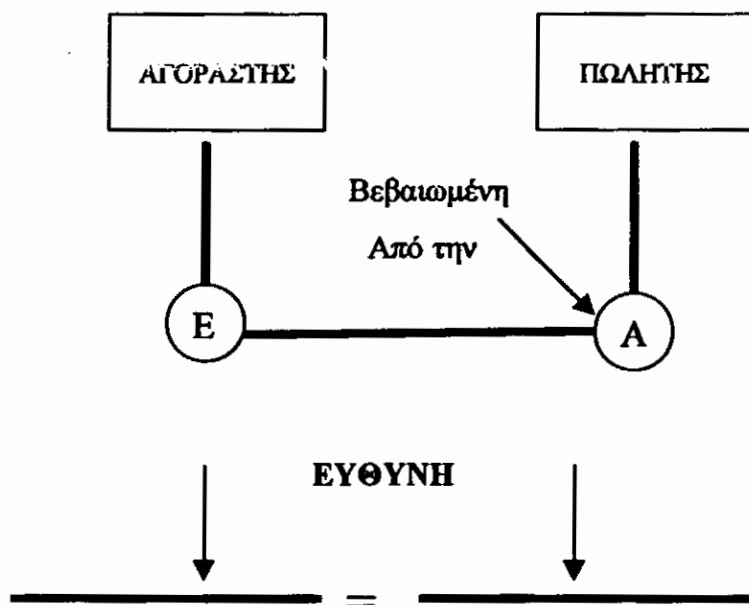 ΑΓΟΡΑΣΤΗΣ
ΠΩΛΗΤΗΣ
Βεβαιωμένη
Από την
Ε
Α
ΕΥΘΥΝΗ
=